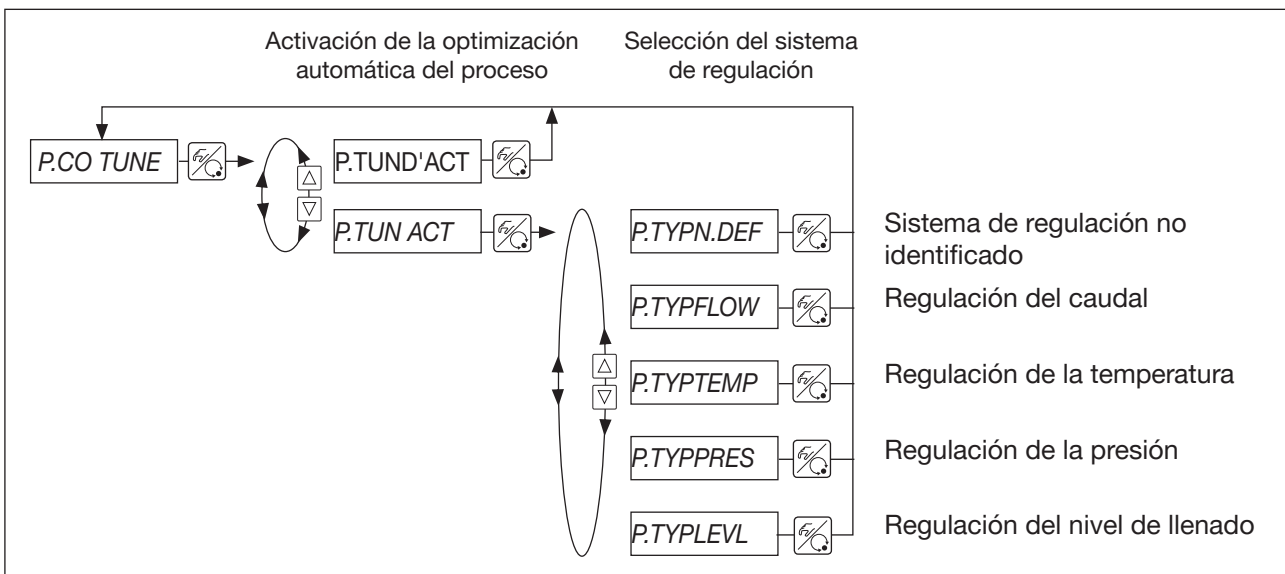 Activación de la optimización
automática del proceso
Selección del sistema
de regulación
P.CO TUNE
P.TUND'ACT
P.TUN ACT
P.TYPN.DEF
Sistema de regulación no
identificado
P.TYPFLOW
Regulación del caudal
P.TYPTEMP
Regulación de la temperatura
P.TYPPRES
Regulación de la presión
P.TYPLEVL
Regulación del nivel de llenado